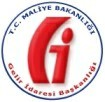 T.C. MALİYE BAKANLIĞI
Gelir İdaresi Başkanlığı